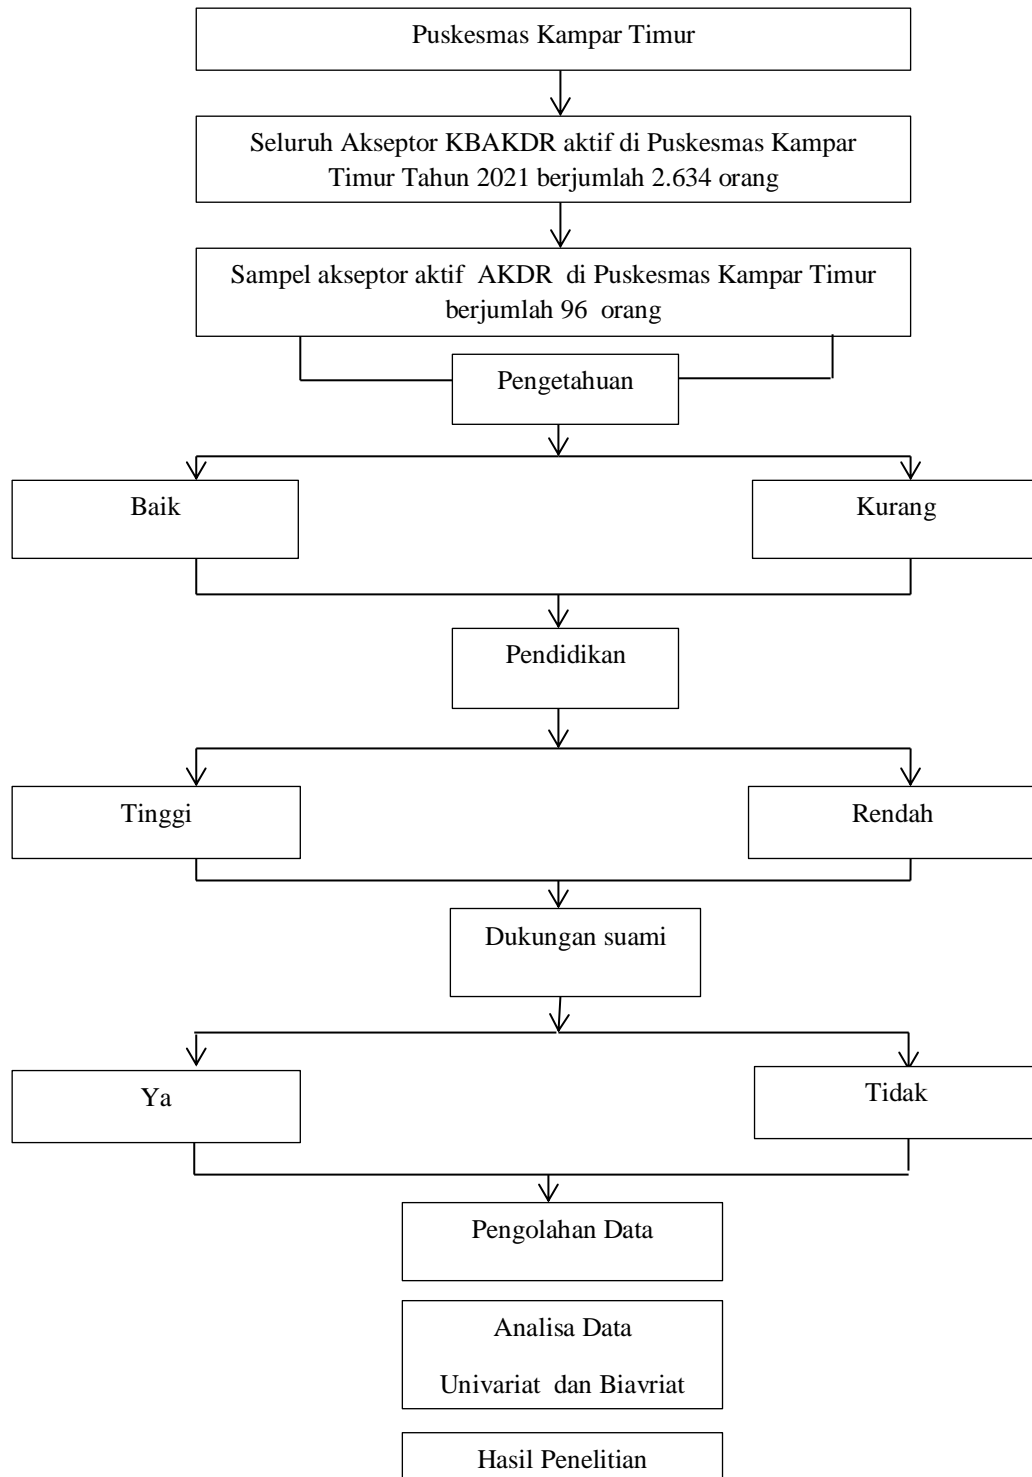 Puskesmas Kampar Timur
Seluruh Akseptor KBAKDR aktif di Puskesmas Kampar
Timur Tahun 2021 berjumlah 2.634 orang
Sampel akseptor aktif AKDR di Puskesmas Kampar Timur
berjumlah 96 orang
Pengetahuan
Baik
Kurang
Pendidikan
Tinggi
Rendah
Dukungan suami
Ya
Tidak
Pengolahan Data
Analisa Data
Univariat dan Biavriat
Hasil Penelitian